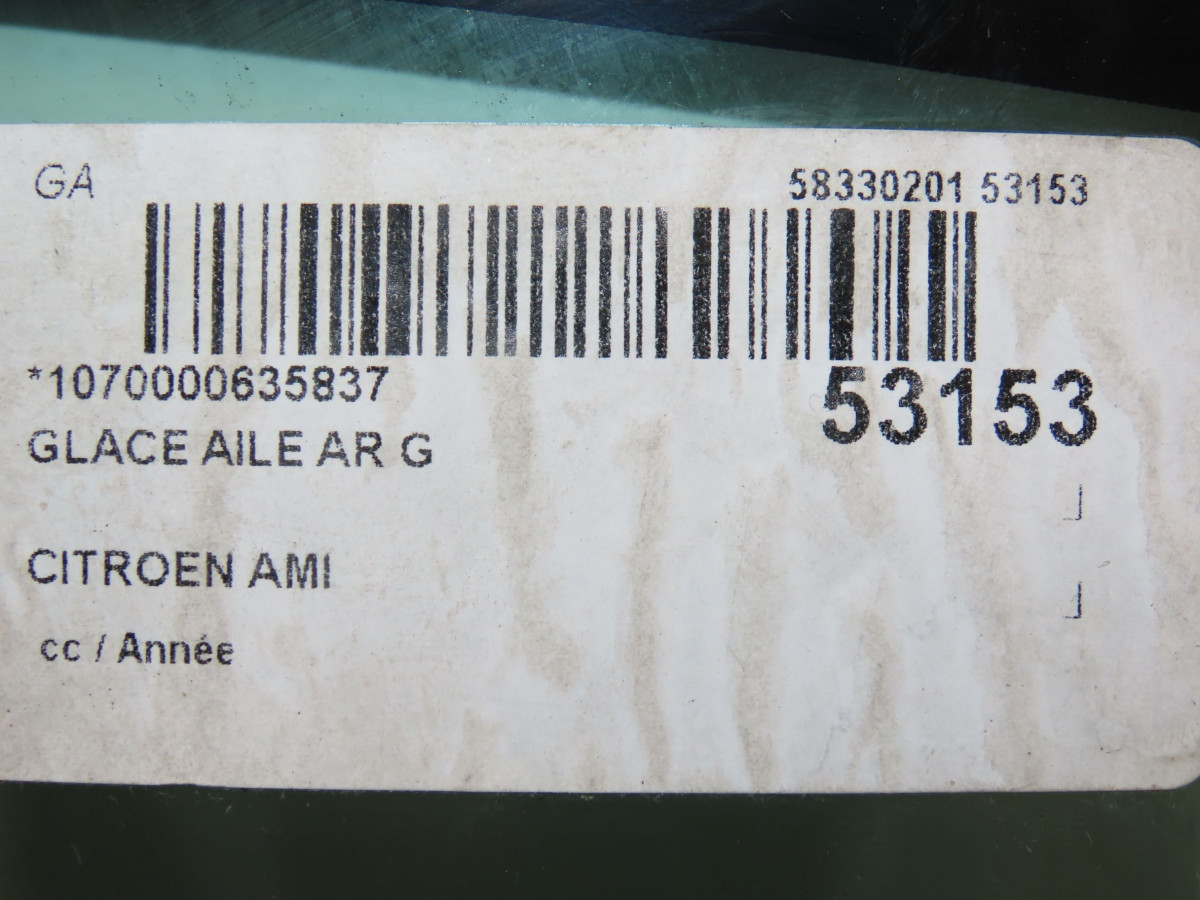 GA
58330201 53153
*1070000635837
53153
GLACE AILE AR G
CITROEN AMI
cc / Année